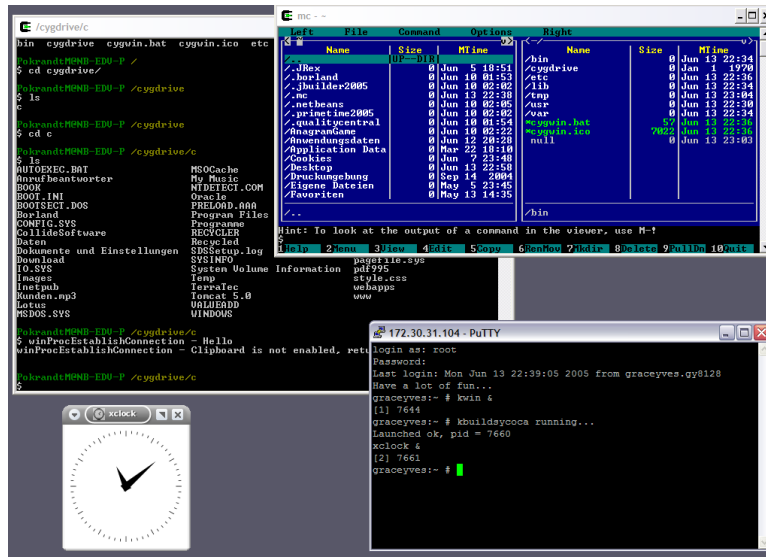 /cygdrive/c
bin  cygdrive  cygwin.bat  cygwin.ico  etc
PokrandtM@NB-EDU-P /
$ cd cygdrive/
PokrandtM@NB-EDU-P /cygdrive
$ ls
c
PokrandtM@NB-EDU-P /cygdrive
$ cd c
PokrandtM@NB-EDU-P /cygdrive/c
$ ls
AUTOEXEC.BAT MSOCache
Anrufbeantworter My Music
BOOK NTDETECT.COM
BOOT.INI Oracle
BOOTSECT.DOS PRELOAD.AAA
Borland Program Files
CONFIG.SYS Programme
CollideSoftware RECYCLER
Daten Recycled
Dokumente und Einstellungen SDSSetup.log
Download SYSINFO pagefile.sys
IO.SYS System Volume Information pdf995
Images Temp style.css
Inetpub TerraTec webapps
Kunden.mp3 Tomcat 5.0 www
Lotus VALUEADD
MSDOS.SYS WINDOWS
PokrandtM@NB-EDU-P /cygdrive/c
$ winProcEstablishConnection - Hello
winProcEstablishConnection - Clipboard is not enabled, retu
PokrandtM@NB-EDU-P /cygdrive/c
$
mc - ~
Left File Command Options Right
Name Size MTime
/.. UP--DIR
/.JRex 0 Jun 5 18:51
/.borland 0 Jun 10 01:53
/.jbuilder2005 0 Jun 10 02:02
/.mc 0 Jun 13 22:38
/.netbeans 0 Jun 10 02:05
/.primetime2005 0 Jun 10 02:02
/.qualitycentral 0 Jun 10 01:54
/AnagramGame 0 Jun 10 02:22
/Anwendungsdaten 0 Jun 12 20:28
/Application Data 0 Mar 22 18:10
/Cookies 0 Jun 7 23:48
/Desktop 0 Jun 13 22:58
/Druckumgebung 0 Sep 14 2004
/Eigene Dateien 0 May 5 23:45
/Favoriten 0 May 13 14:35
/..
Name Size MTime
/bin 0 Jun 13 22:34
/cygdrive 0 Jan 1 1970
/etc 0 Jun 13 22:36
/lib 0 Jun 13 22:34
/tmp 0 Jun 13 23:04
/usr 0 Jun 13 22:30
/var 0 Jun 13 22:34
*cygwin.bat 57 Jun 13 22:36
*cygwin.ico 7022 Jun 13 22:36
null 0 Jun 13 23:03
/bin
Hint: To look at the output of a command in the viewer, use M-!
$
1Help 2Menu 3View 4Edit 5Copy 6RenMov 7Mkdir 8Delete 9PullDn 10Quit
172.30.31.104 - PuTTY
login as: root
Password:
Last login: Mon Jun 13 22:39:05 2005 from graceyves.gy8128
Have a lot of fun...
graceyves:~ # kwin &
[1] 7644
graceyves:~ # kbuildsycoca running...
Launched ok, pid = 7660
xclock &
[2] 7661
graceyves:~ #
xclock